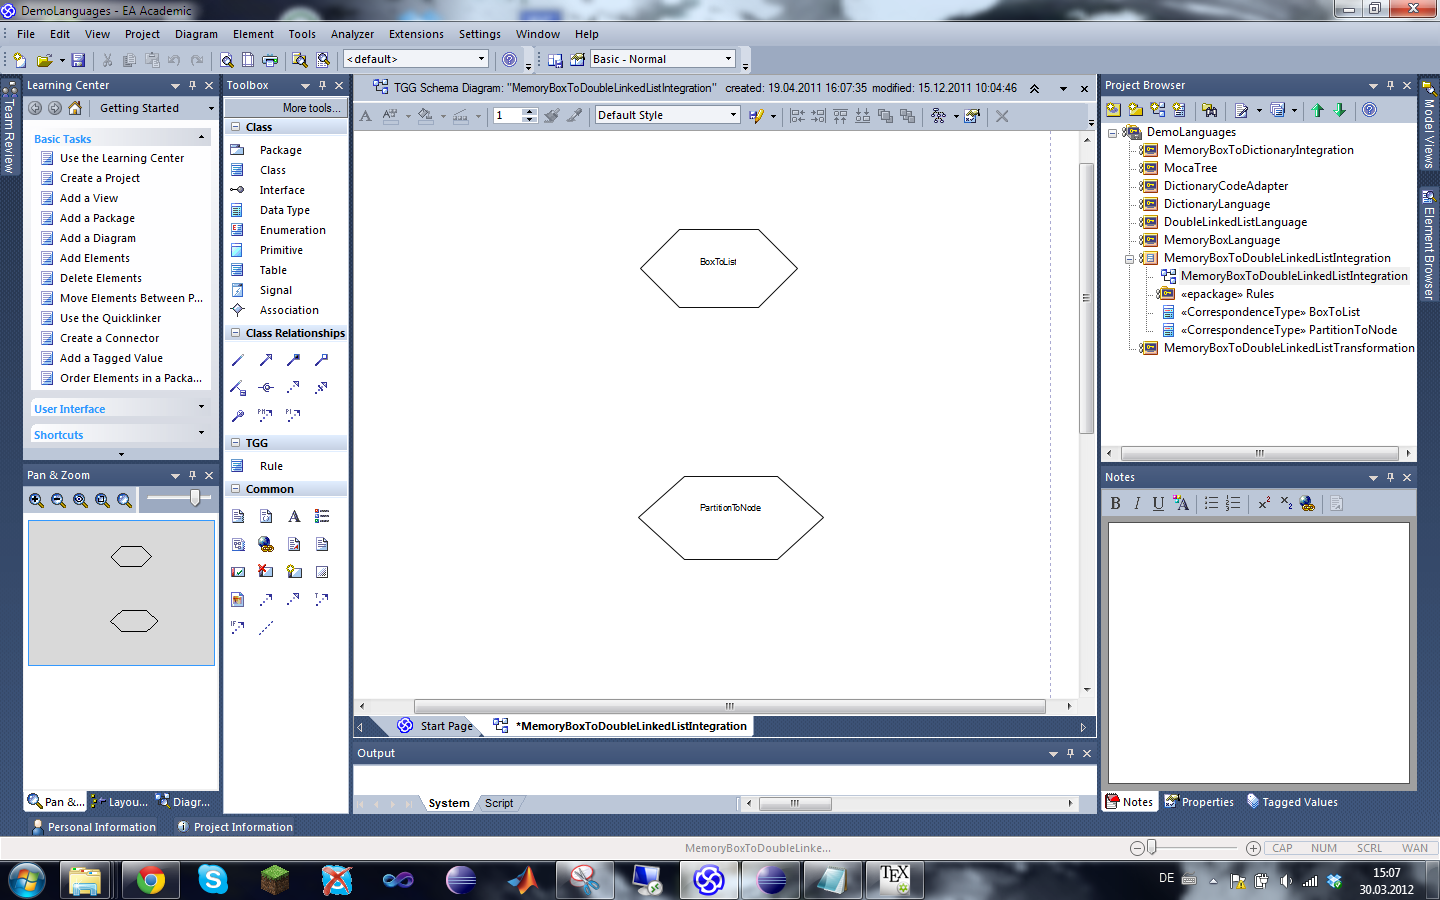 DemoLanguages - EA Academic
File Edit View Project Diagram Element Tools Analyzer Extensions Settings Window Help
<default>
Basic - Normal
Team Review
Learning Center
Getting Started
Basic Tasks
Use the Learning Center
Create a Project
Add a View
Add a Package
Add a Diagram
Add Elements
Delete Elements
Move Elements Between P...
Use the Quicklinker
Create a Connector
Add a Tagged Value
Order Elements in a Packa...
User Interface
Shortcuts
Pan & Zoom
Pan &...
Layou...
Diagr...
Toolbox
More tools...
Class
Package
Class
Interface
Data Type
Enumeration
Primitive
Table
Signal
Association
Class Relationships
TGG
Rule
Common
TGG Schema Diagram: "MemoryBoxToDoubleLinkedListIntegration" created: 19.04.2011 16:07:35 modified: 15.12.2011 10:04:46
1
Default Style
BoxToList
PartitionToNode
Start Page
*MemoryBoxToDoubleLinkedListIntegration
Output
System
Script
Project Browser
DemoLanguages
MemoryBoxToDictionaryIntegration
MocaTree
DictionaryCodeAdapter
DictionaryLanguage
DoubleLinkedListLanguage
MemoryBoxLanguage
MemoryBoxToDoubleLinkedListIntegration
MemoryBoxToDoubleLinkedListIntegration
«epackage» Rules
«CorrespondenceType» BoxToList
«CorrespondenceType» PartitionToNode
MemoryBoxToDoubleLinkedListTransformation
Notes
B I U
Notes
Properties
Tagged Values
Model Views
Element Browser
Personal Information
Project Information
MemoryBoxToDoubleLinke...
CAP NUM SCRL WAN
DE
15:07
30.03.2012